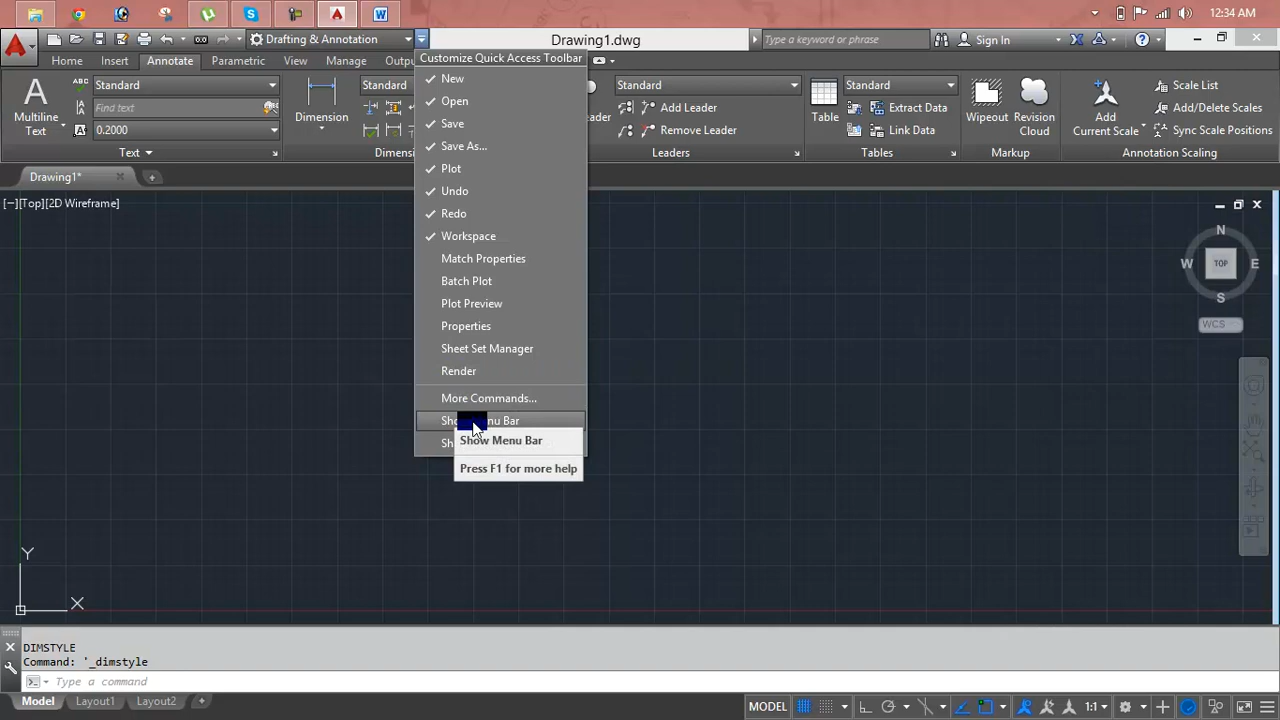 12:34 AM
Drafting & Annotation
Drawing1.dwg
Type a keyword or phrase
Sign In
Customize Quick Access Toolbar
Home
Insert
Annotate
Parametric
View
Manage
New
Open
Save
Save As...
Plot
Undo
Redo
Workspace
Match Properties
Batch Plot
Plot Preview
Properties
Sheet Set Manager
Render
More Commands...
Show Menu Bar
Show Menu Bar
Press F1 for more help
Multiline
Text
ABC
Standard
Find text
0.2000
Text
Dimension
Standard
Add Leader
Remove Leader
Leaders
Table
Standard
Extract Data
Link Data
Tables
Wipeout
Revision
Cloud
Markup
Add
Current Scale
Scale List
Add/Delete Scales
Sync Scale Positions
Annotation Scaling
Drawing1*
[−][Top][2D Wireframe]
N
W
TOP
E
S
WCS
Y
X
DIMSTYLE
Command: '_dimstyle
Type a command
Model
Layout1
Layout2
MODEL
1:1